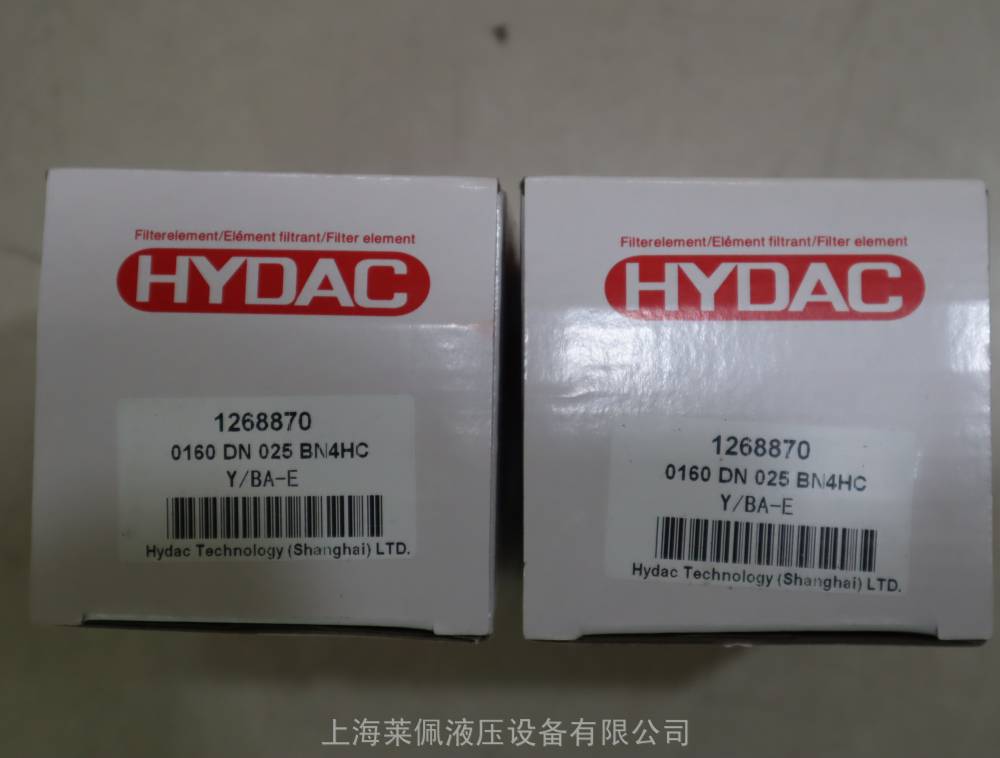 Filterelement/Elément filtrant/Filter element
HYDAC
1268870
0160 DN 025 BN4HC
Y/BA-E
Hydac Technology (Shanghai) LTD.
Filterelement/Elément filtrant/Filter element
HYDAC
1268870
0160 DN 025 BN4HC
Y/BA-E
Hydac Technology (Shanghai) LTD.
上海莱佩液压设备有限公司